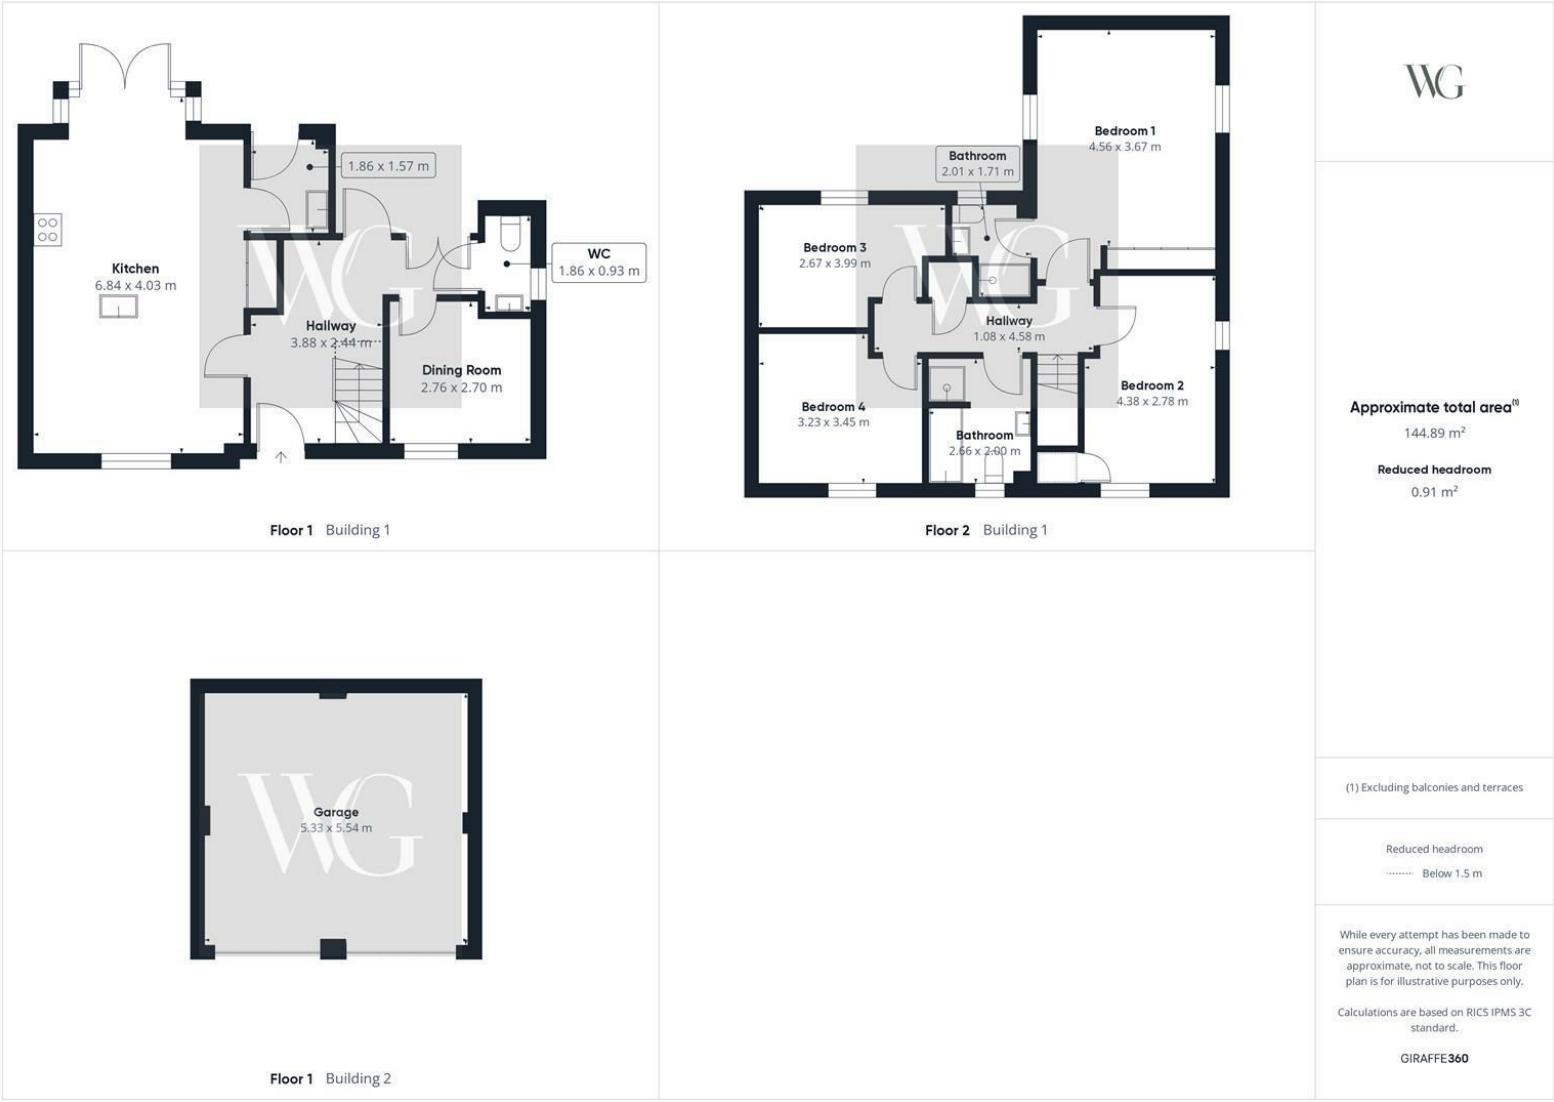 1.86 x 1.57 m
Kitchen
6.84 x 4.03 m
WC
1.86 x 0.93 m
Hallway
3.88 x 2.44 m
Dining Room
2.76 x 2.70 m
WG
Floor 1 Building 1
Bedroom 1
4.56 x 3.67 m
Bathroom
2.01 x 1.71 m
Bedroom 3
2.67 x 3.99 m
Hallway
1.08 x 4.58 m
Bedroom 2
4.38 x 2.78 m
Bedroom 4
3.23 x 3.45 m
Bathroom
2.66 x 2.00 m
WG
Floor 2 Building 1
Garage
5.33 x 5.54 m
WG
Floor 1 Building 2
WG
Approximate total area(1)
144.89 m²
Reduced headroom
0.91 m²
(1) Excluding balconies and terraces
Reduced headroom
Below 1.5 m
While every attempt has been made to
ensure accuracy, all measurements are
approximate, not to scale. This floor
plan is for illustrative purposes only.
Calculations are based on RICS IPMS 3C
standard.
GIRAFFE360